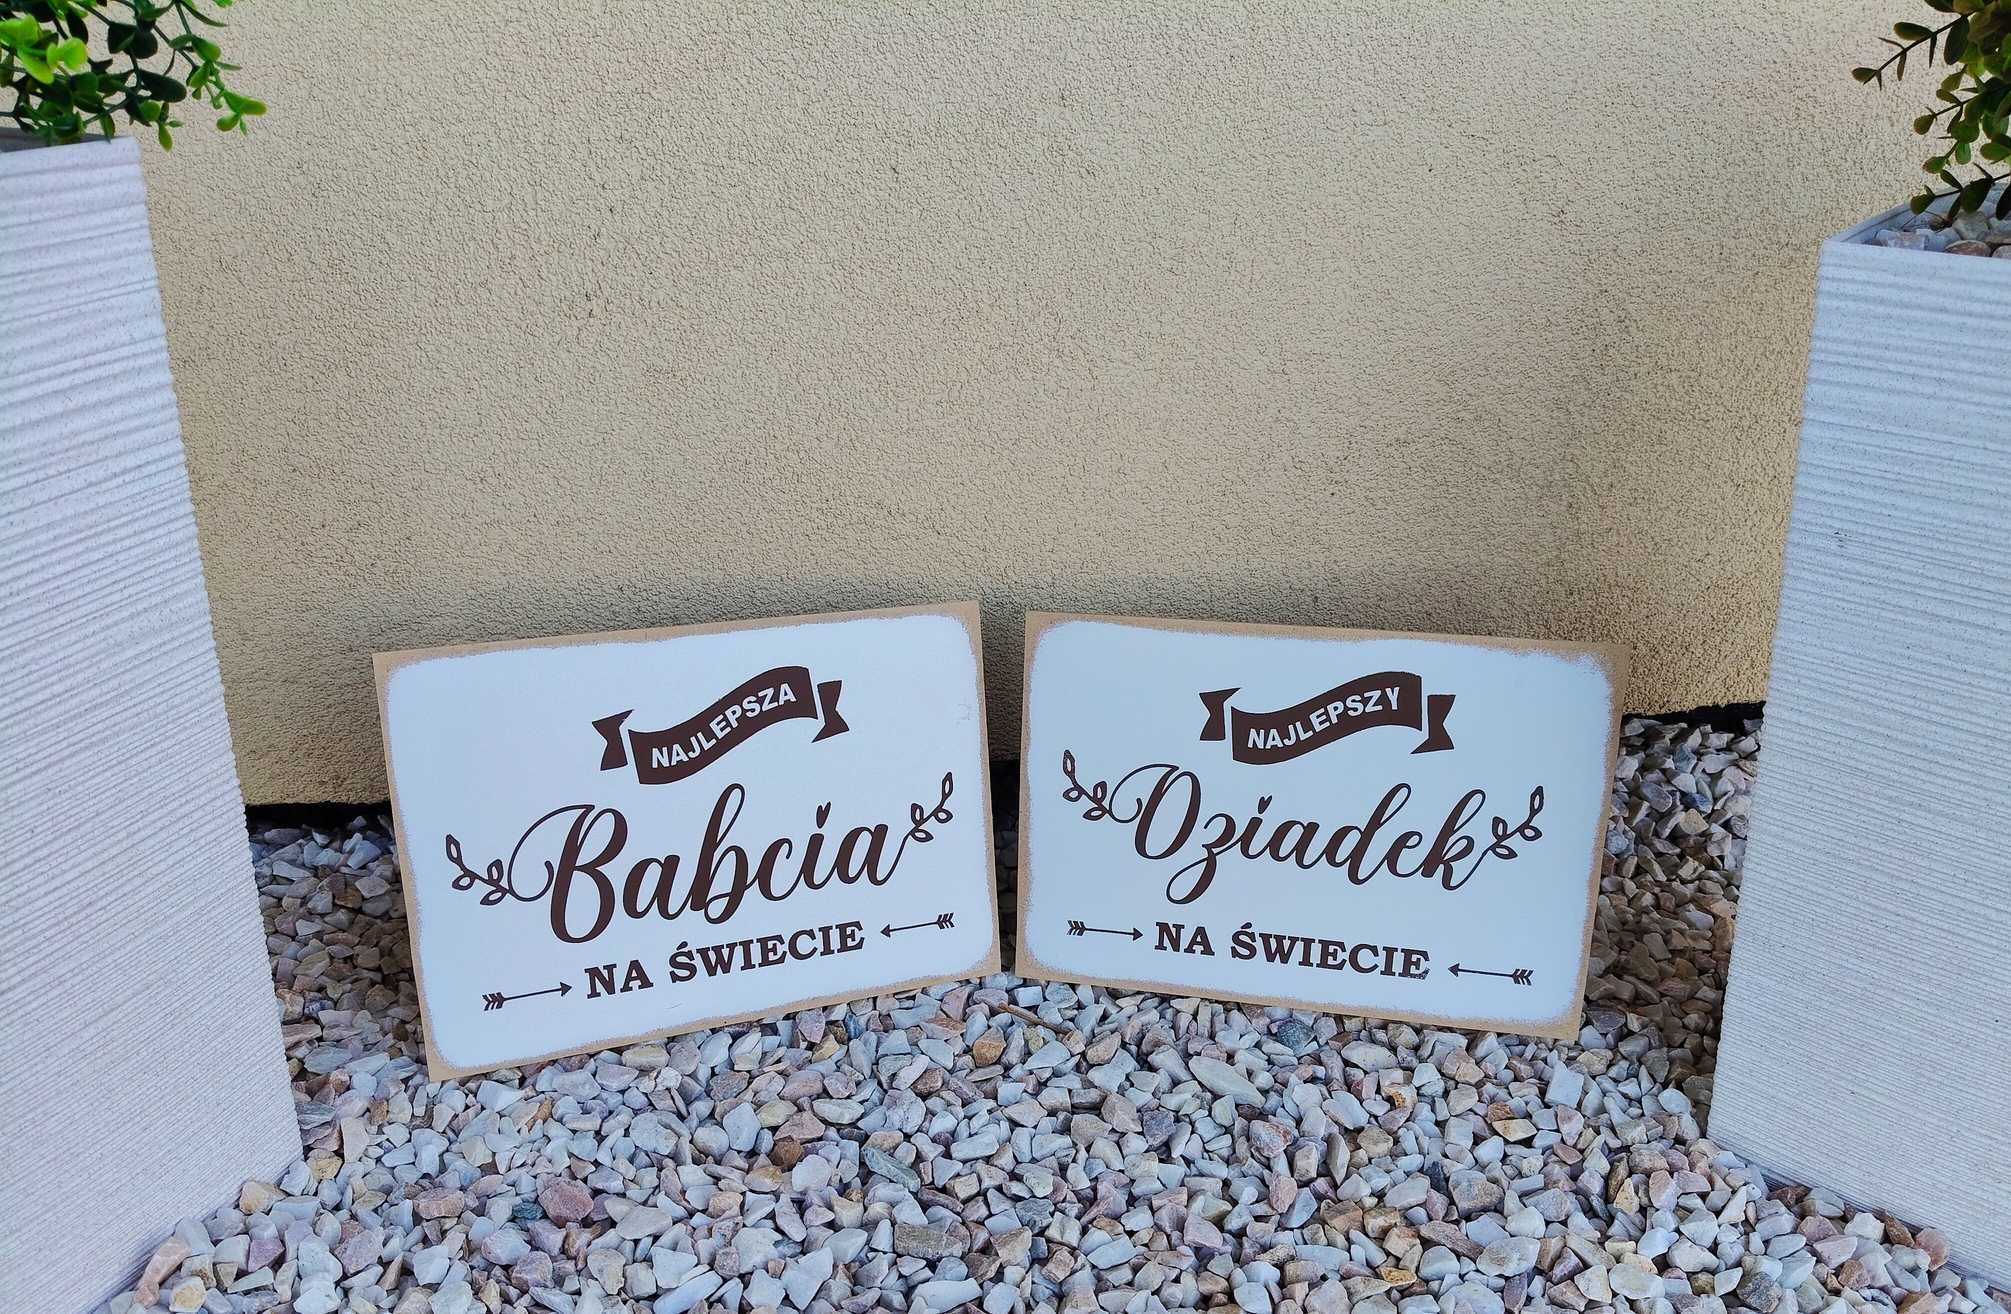 NAJLEPSZA
Babcia
NA ŚWIECIE
NAJLEPSZY
Dziadek
NA ŚWIECIE